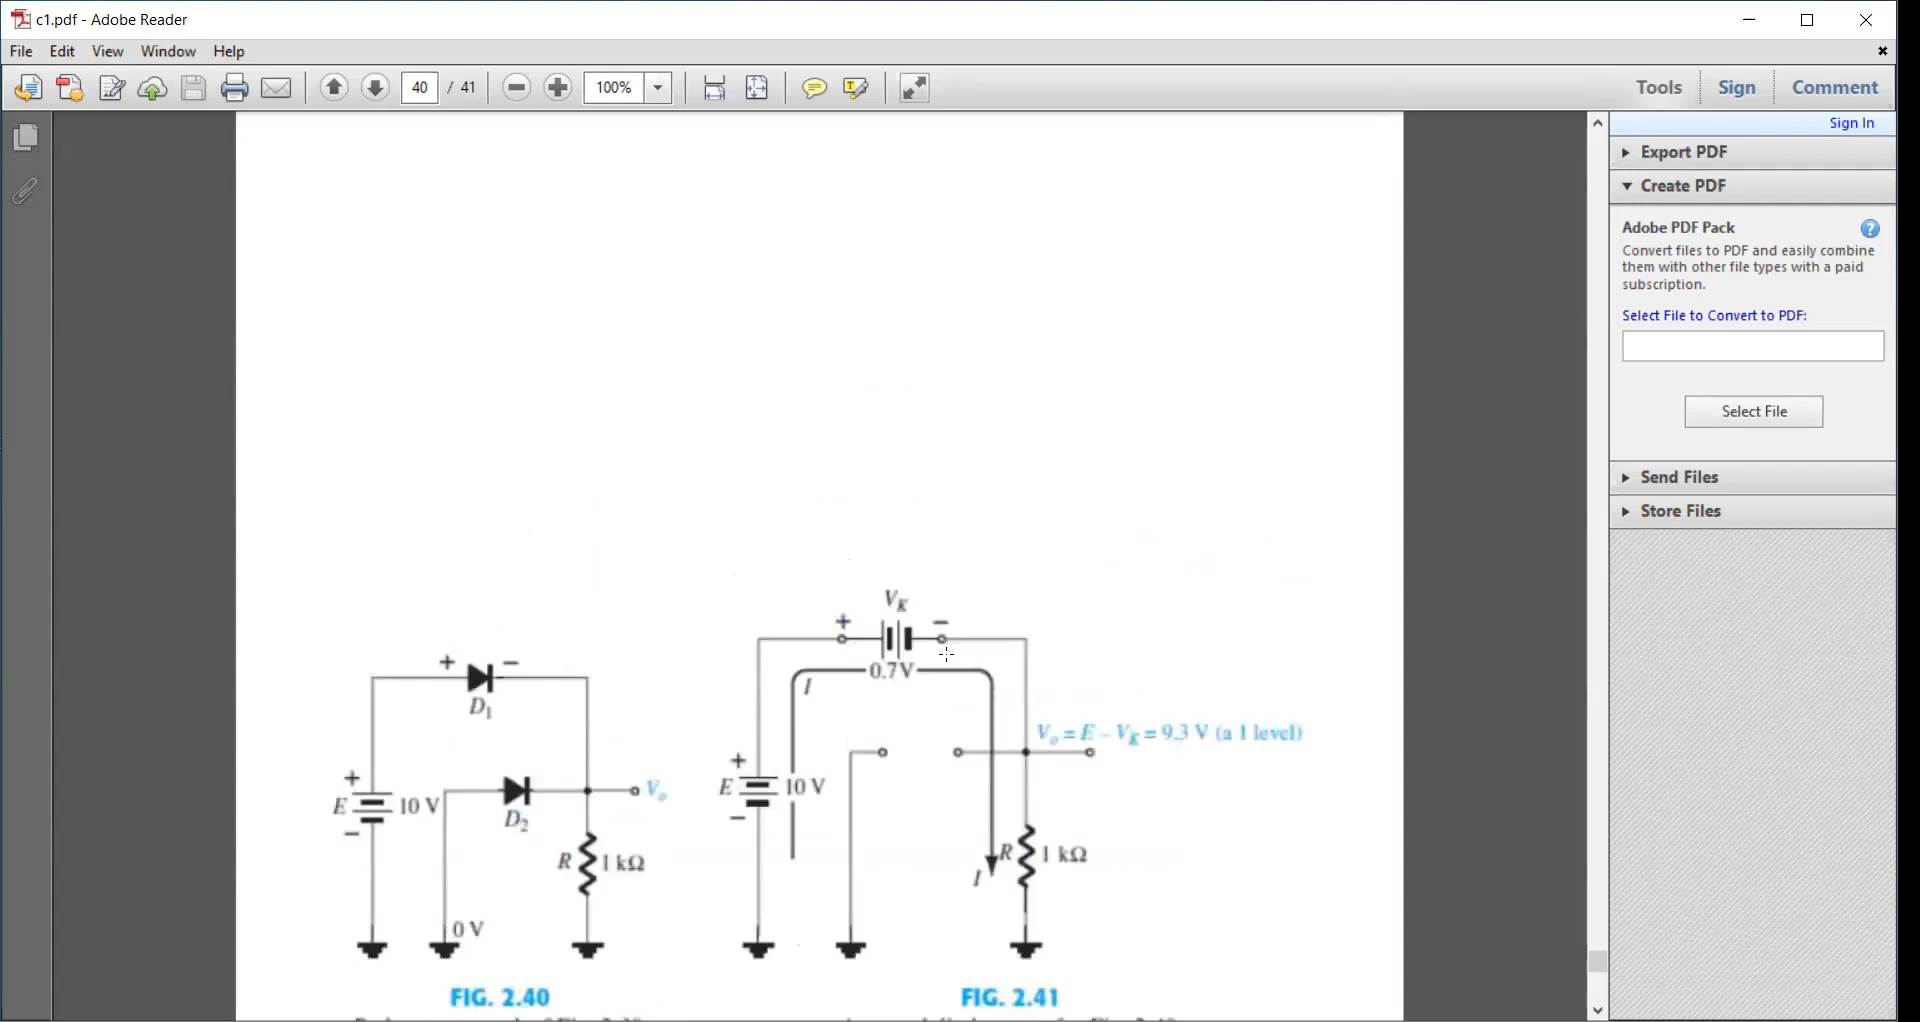 c1.pdf - Adobe Reader
File Edit View Window Help
40 / 41 100% Tools Sign Comment
Sign In
Export PDF
Create PDF
Adobe PDF Pack
Convert files to PDF and easily combine
them with other file types with a paid
subscription.
Select File to Convert to PDF:
Select File
Send Files
Store Files
+ D1 −
+ E − 10 V
D2
Vo
R 1 kΩ
0 V
FIG. 2.40
VK
+ −
0.7V
I
Vo = E − VK = 9.3 V (a 1 level)
+ E − 10 V
R 1 kΩ
I
FIG. 2.41